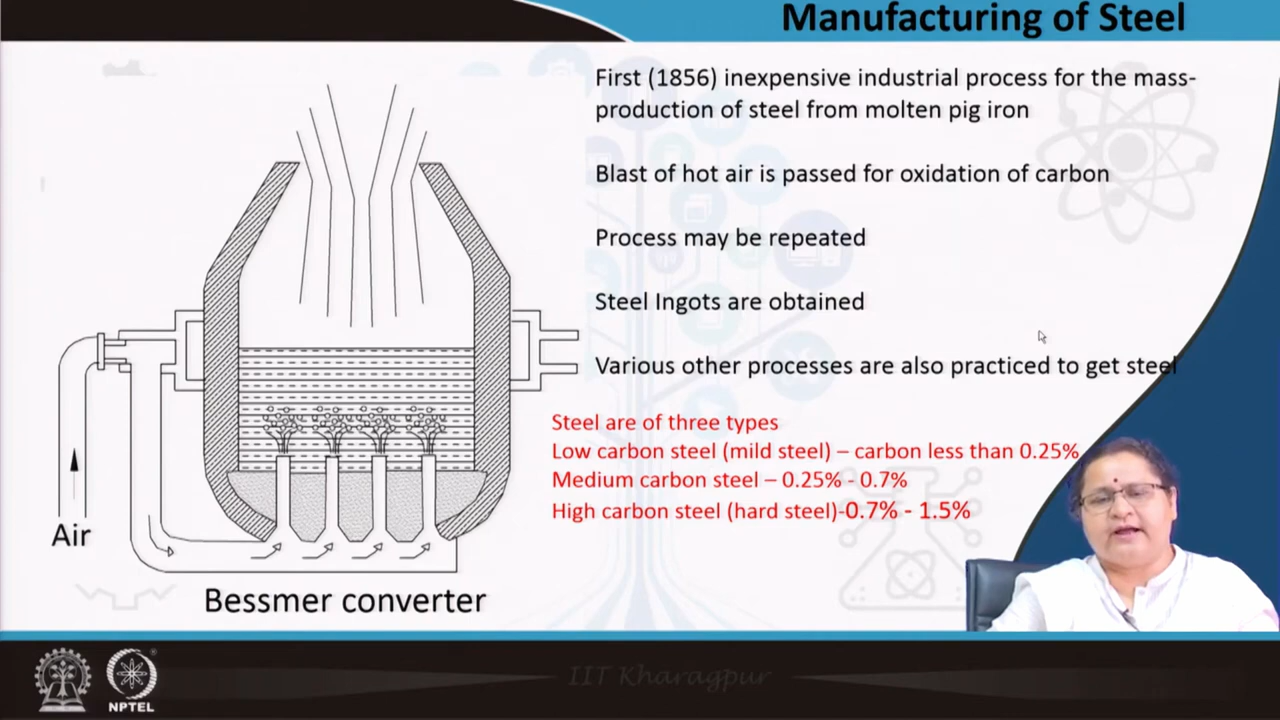 Manufacturing of Steel
First (1856) inexpensive industrial process for the mass-
production of steel from molten pig iron
Blast of hot air is passed for oxidation of carbon
Process may be repeated
Steel Ingots are obtained
Various other processes are also practiced to get steel
Steel are of three types
Low carbon steel (mild steel) – carbon less than 0.25%
Medium carbon steel – 0.25% - 0.7%
High carbon steel (hard steel)-0.7% - 1.5%
Air
Bessmer converter
IIT Kharagpur
NPTEL